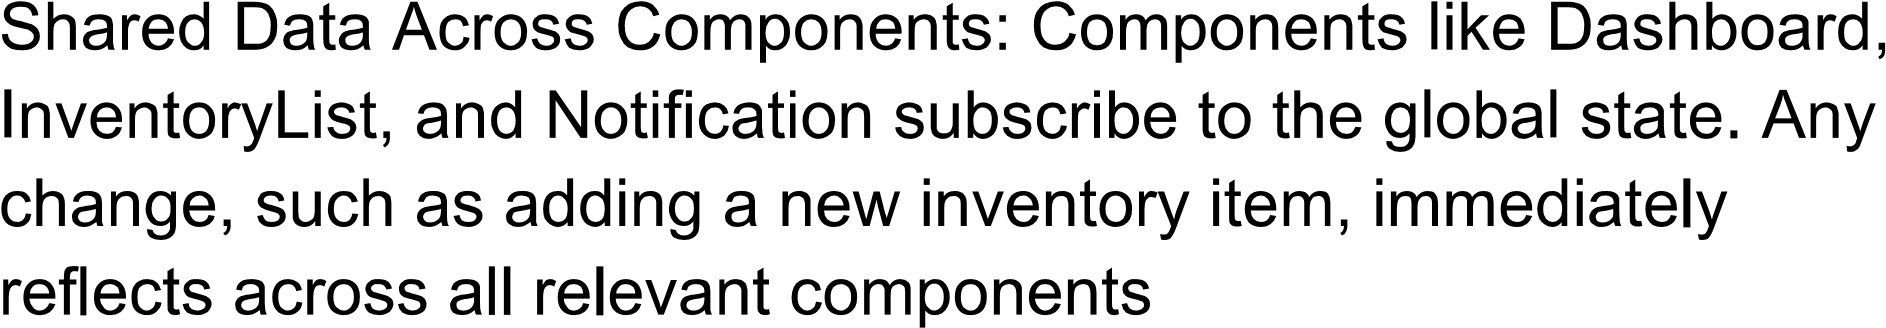 Shared Data Across Components: Components like Dashboard,
InventoryList, and Notification subscribe to the global state. Any
change, such as adding a new inventory item, immediately
reflects across all relevant components